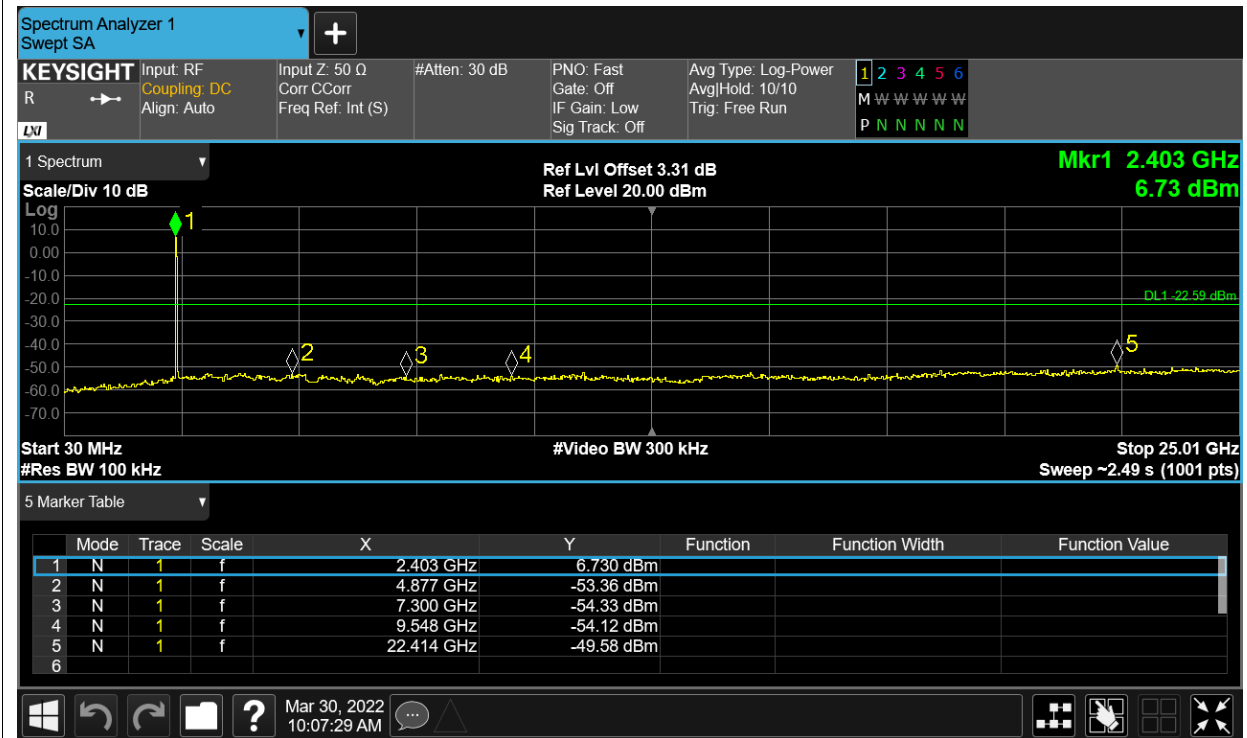 Spectrum Analyzer 1
Swept SA
KEYSIGHT Input: RF Input Z: 50 Ω #Atten: 30 dB PNO: Fast Avg Type: Log-Power 1 2 3 4 5 6
R Coupling: DC Corr CCorr Gate: Off Avg|Hold: 10/10 M W W W W W
Align: Auto Freq Ref: Int (S) IF Gain: Low Trig: Free Run
LXI Sig Track: Off P N N N N N
1 Spectrum Ref Lvl Offset 3.31 dB Mkr1 2.403 GHz
Scale/Div 10 dB Ref Level 20.00 dBm 6.73 dBm
Log
1
10.0
0.00
-10.0
-20.0 DL1 -22.59 dBm
-30.0
-40.0
2 3 4 5
-50.0
-60.0
-70.0
Start 30 MHz #Video BW 300 kHz Stop 25.01 GHz
#Res BW 100 kHz Sweep ~2.49 s (1001 pts)
5 Marker Table
Mode Trace Scale X Y Function Function Width Function Value
1 N 1 f 2.403 GHz 6.730 dBm
2 N 1 f 4.877 GHz -53.36 dBm
3 N 1 f 7.300 GHz -54.33 dBm
4 N 1 f 9.548 GHz -54.12 dBm
5 N 1 f 22.414 GHz -49.58 dBm
6
? Mar 30, 2022
10:07:29 AM